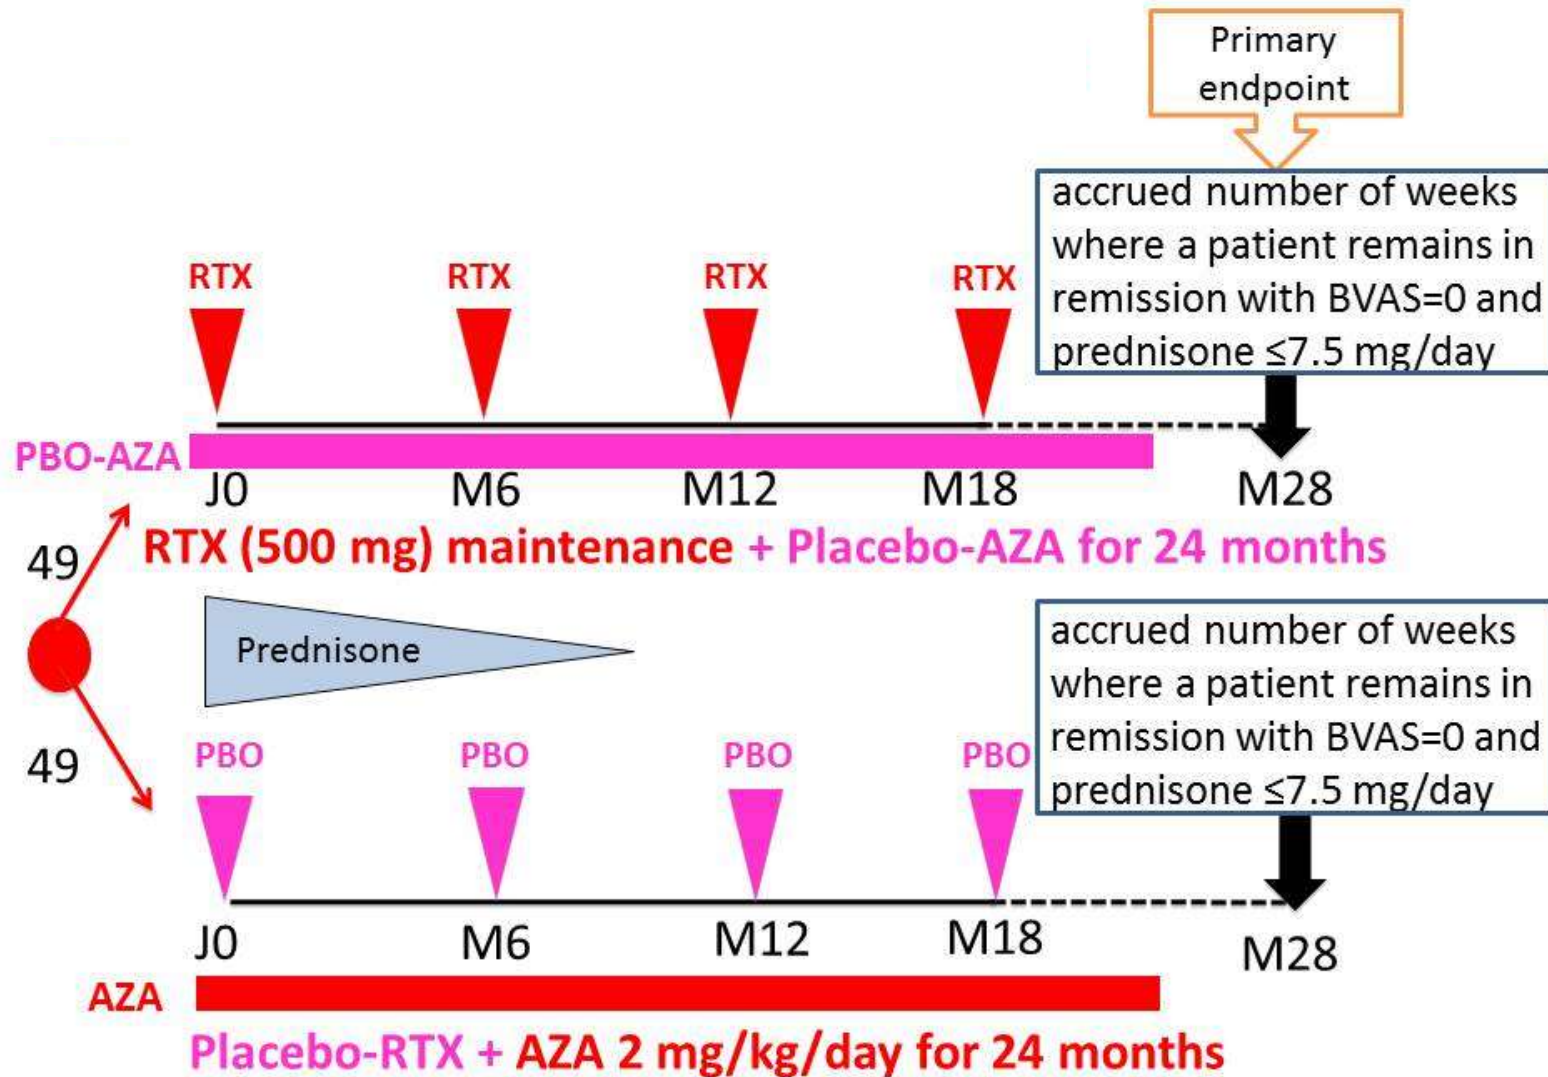 Primary
endpoint
accrued number of weeks
where a patient remains in
remission with BVAS=0 and
prednisone ≤7.5 mg/day
RTX RTX RTX RTX
PBO-AZA
J0 M6 M12 M18 M28
RTX (500 mg) maintenance + Placebo-AZA for 24 months
49
Prednisone
49
accrued number of weeks
where a patient remains in
remission with BVAS=0 and
prednisone ≤7.5 mg/day
PBO PBO PBO PBO
J0 M6 M12 M18 M28
AZA
Placebo-RTX + AZA 2 mg/kg/day for 24 months